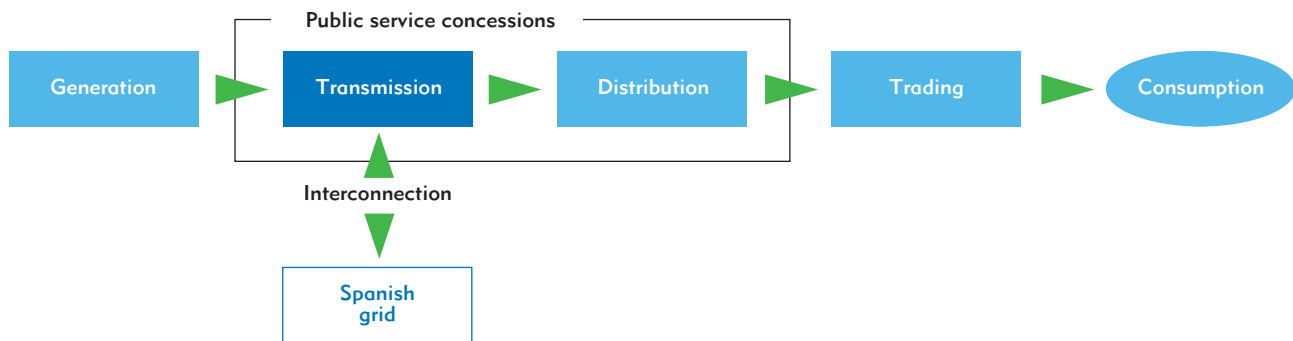 Public service concessions
Generation
Transmission
Distribution
Trading
Consumption
Interconnection
Spanish
grid